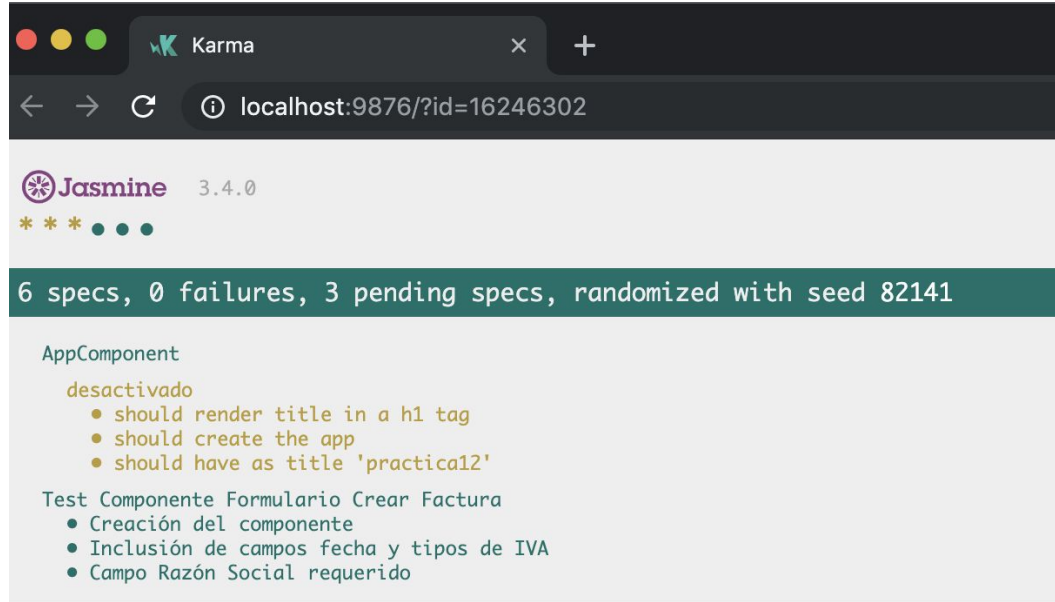 Karma
localhost:9876/?id=16246302
Jasmine 3.4.0
* * * • • •
6 specs, 0 failures, 3 pending specs, randomized with seed 82141
AppComponent
desactivado
• should render title in a h1 tag
• should create the app
• should have as title 'practica12'
Test Componente Formulario Crear Factura
• Creación del componente
• Inclusión de campos fecha y tipos de IVA
• Campo Razón Social requerido